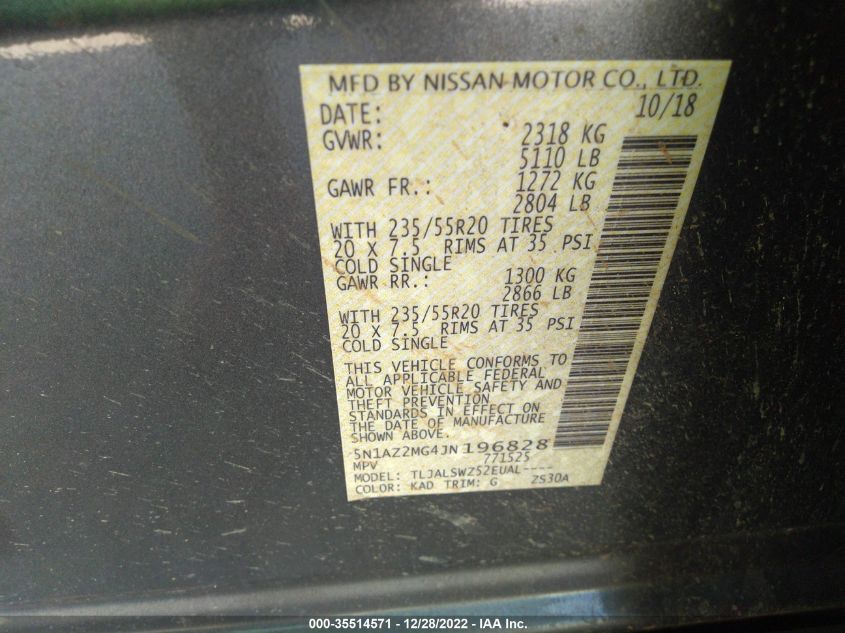 MFD BY NISSAN MOTOR CO., LTD.
DATE: 10/18
GVWR: 2318 KG
5110 LB
GAWR FR.: 1272 KG
2804 LB
WITH 235/55R20 TIRES
20 X 7.5 RIMS AT 35 PSI
COLD SINGLE
GAWR RR.: 1300 KG
2866 LB
WITH 235/55R20 TIRES
20 X 7.5 RIMS AT 35 PSI
COLD SINGLE
THIS VEHICLE CONFORMS TO
ALL APPLICABLE FEDERAL
MOTOR VEHICLE SAFETY AND
THEFT PREVENTION
STANDARDS IN EFFECT ON
THE DATE OF MANUFACTURE
SHOWN ABOVE.
5N1AZ2MG4JN196828
MPV 771525
MODEL: TLJALSWZ52EUAL----
COLOR: KAD TRIM: G ZS30A
000-35514571 - 12/28/2022 - IAA Inc.